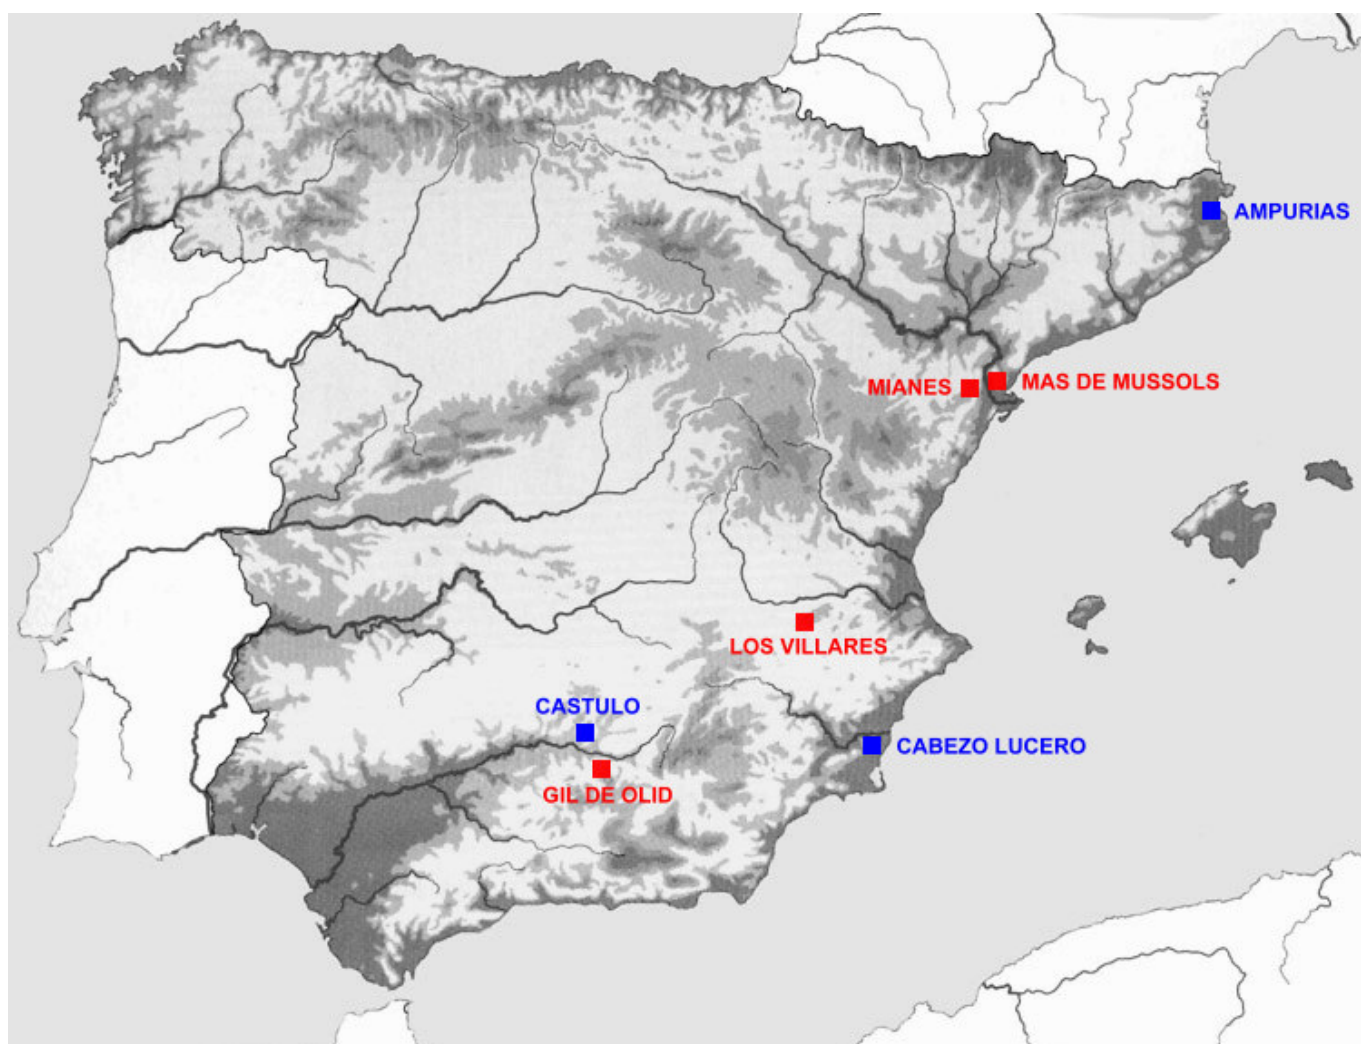 AMPURIAS
MIANES
MAS DE MUSSOLS
LOS VILLARES
CASTULO
CABEZO LUCERO
GIL DE OLID